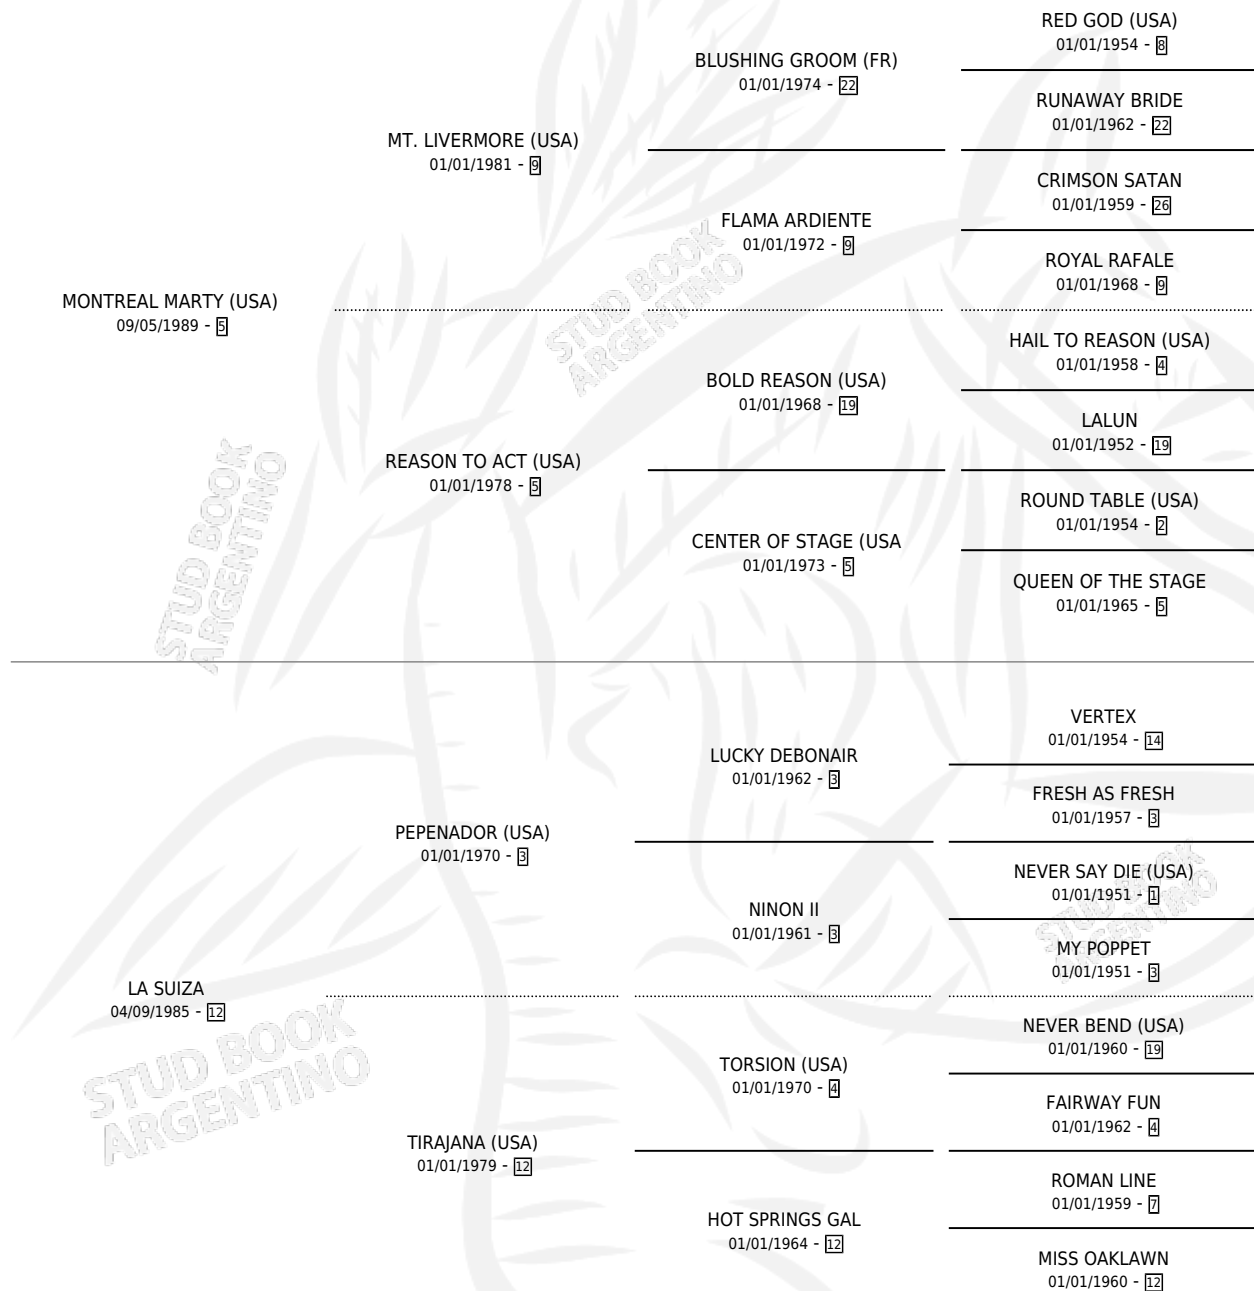 RED GOD (USA)
01/01/1954 - 8
BLUSHING GROOM (FR)
01/01/1974 - 22
RUNAWAY BRIDE
01/01/1962 - 22
MT. LIVERMORE (USA)
01/01/1981 - 9
CRIMSON SATAN
01/01/1959 - 26
FLAMA ARDIENTE
01/01/1972 - 9
ROYAL RAFALE
01/01/1968 - 9
MONTREAL MARTY (USA)
09/05/1989 - 5
HAIL TO REASON (USA)
01/01/1958 - 4
BOLD REASON (USA)
01/01/1968 - 19
LALUN
01/01/1952 - 19
REASON TO ACT (USA)
01/01/1978 - 5
ROUND TABLE (USA)
01/01/1954 - 2
CENTER OF STAGE (USA
01/01/1973 - 5
QUEEN OF THE STAGE
01/01/1965 - 5
VERTEX
01/01/1954 - 14
LUCKY DEBONAIR
01/01/1962 - 3
FRESH AS FRESH
01/01/1957 - 3
PEPENADOR (USA)
01/01/1970 - 3
NEVER SAY DIE (USA)
01/01/1951 - 1
NINON II
01/01/1961 - 3
MY POPPET
01/01/1951 - 3
LA SUIZA
04/09/1985 - 12
NEVER BEND (USA)
01/01/1960 - 19
TORSION (USA)
01/01/1970 - 4
FAIRWAY FUN
01/01/1962 - 4
TIRAJANA (USA)
01/01/1979 - 12
ROMAN LINE
01/01/1959 - 7
HOT SPRINGS GAL
01/01/1964 - 12
MISS OAKLAWN
01/01/1960 - 12
STUD BOOK
ARGENTINO
STUD BOOK
ARGENTINO
STUD BOOK
ARGENTINO
STUD BOOK
ARGENTINO